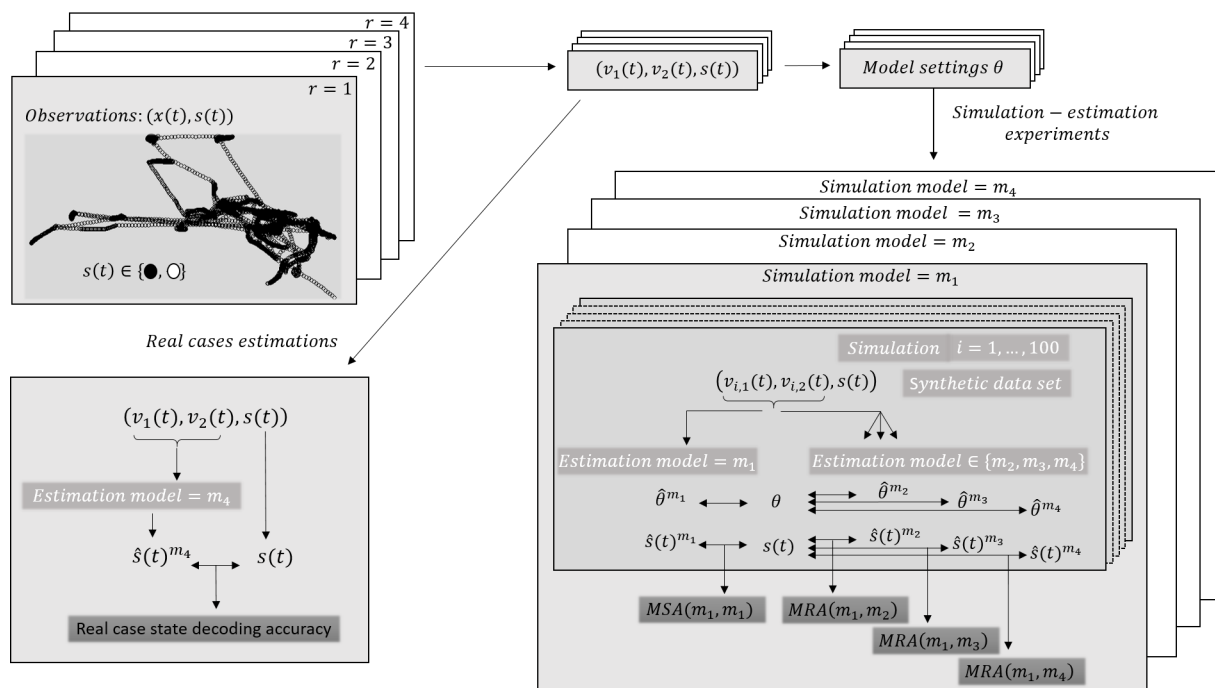 r = 4
r = 3
r = 2
r = 1
Observations: (x(t), s(t))
s(t) ∈ {●, ○}
(v₁(t), v₂(t), s(t))
Model settings θ
Simulation − estimation
experiments
Real cases estimations
(v₁(t), v₂(t), s(t))
Estimation model = m₄
ŝ(t)^m₄ s(t)
Real case state decoding accuracy
Simulation model = m₄
Simulation model = m₃
Simulation model = m₂
Simulation model = m₁
Simulation i = 1, … , 100
(v_i,1(t), v_i,2(t), s(t))
Synthetic data set
Estimation model = m₁ Estimation model ∈ {m₂, m₃, m₄}
θ̂^m₁ θ θ̂^m₂ θ̂^m₃ θ̂^m₄
ŝ(t)^m₁ s(t) ŝ(t)^m₂ ŝ(t)^m₃ ŝ(t)^m₄
MSA(m₁, m₁) MRA(m₁, m₂)
MRA(m₁, m₃)
MRA(m₁, m₄)